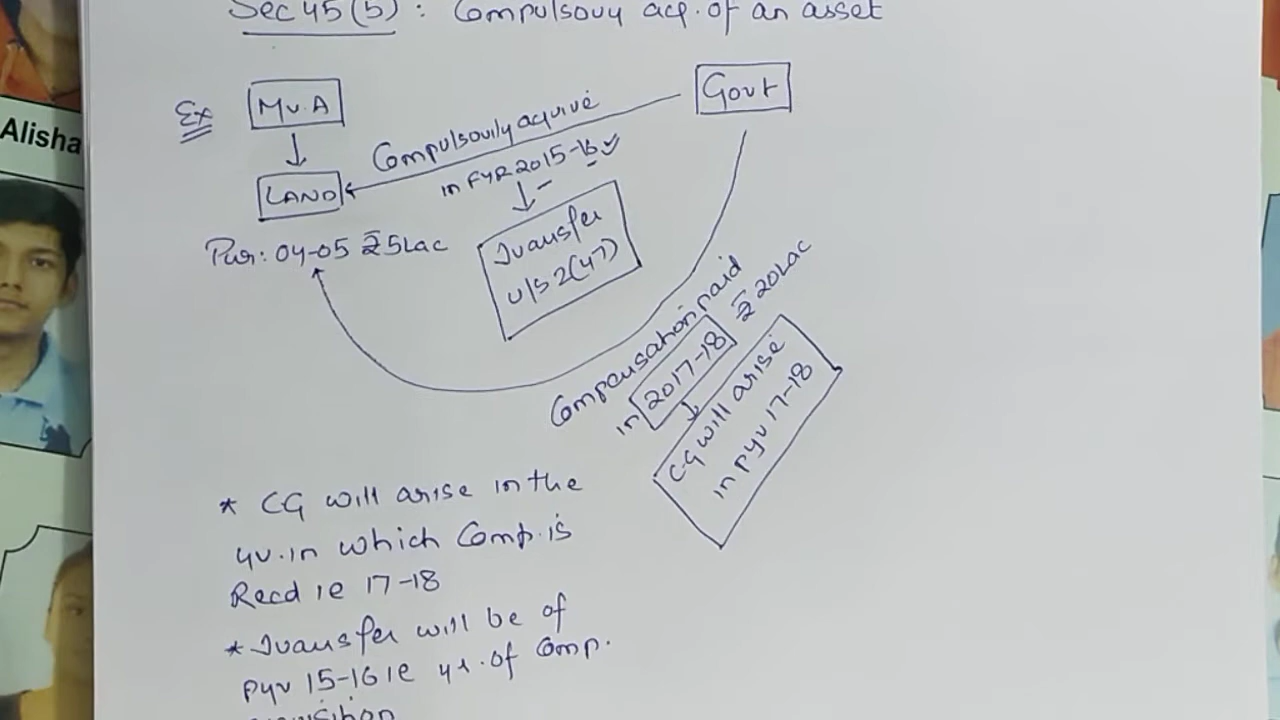 Sec 45(5) : Compulsory acq. of an asset
Alisha
Ex
Mr. A
Govt
LAND
Compulsorily acquire
in FYR 2015-16 ✓
Transfer
u/s 2(47)
Pur: 04-05 ₹5Lac
Compensation paid
in 2017-18 ₹20Lac
CG will arise
in pyr 17-18
* CG will arise in the
yr. in which Comp. is
Recd ie 17-18
* Transfer will be of
pyr 15-16 ie yr. of Comp.